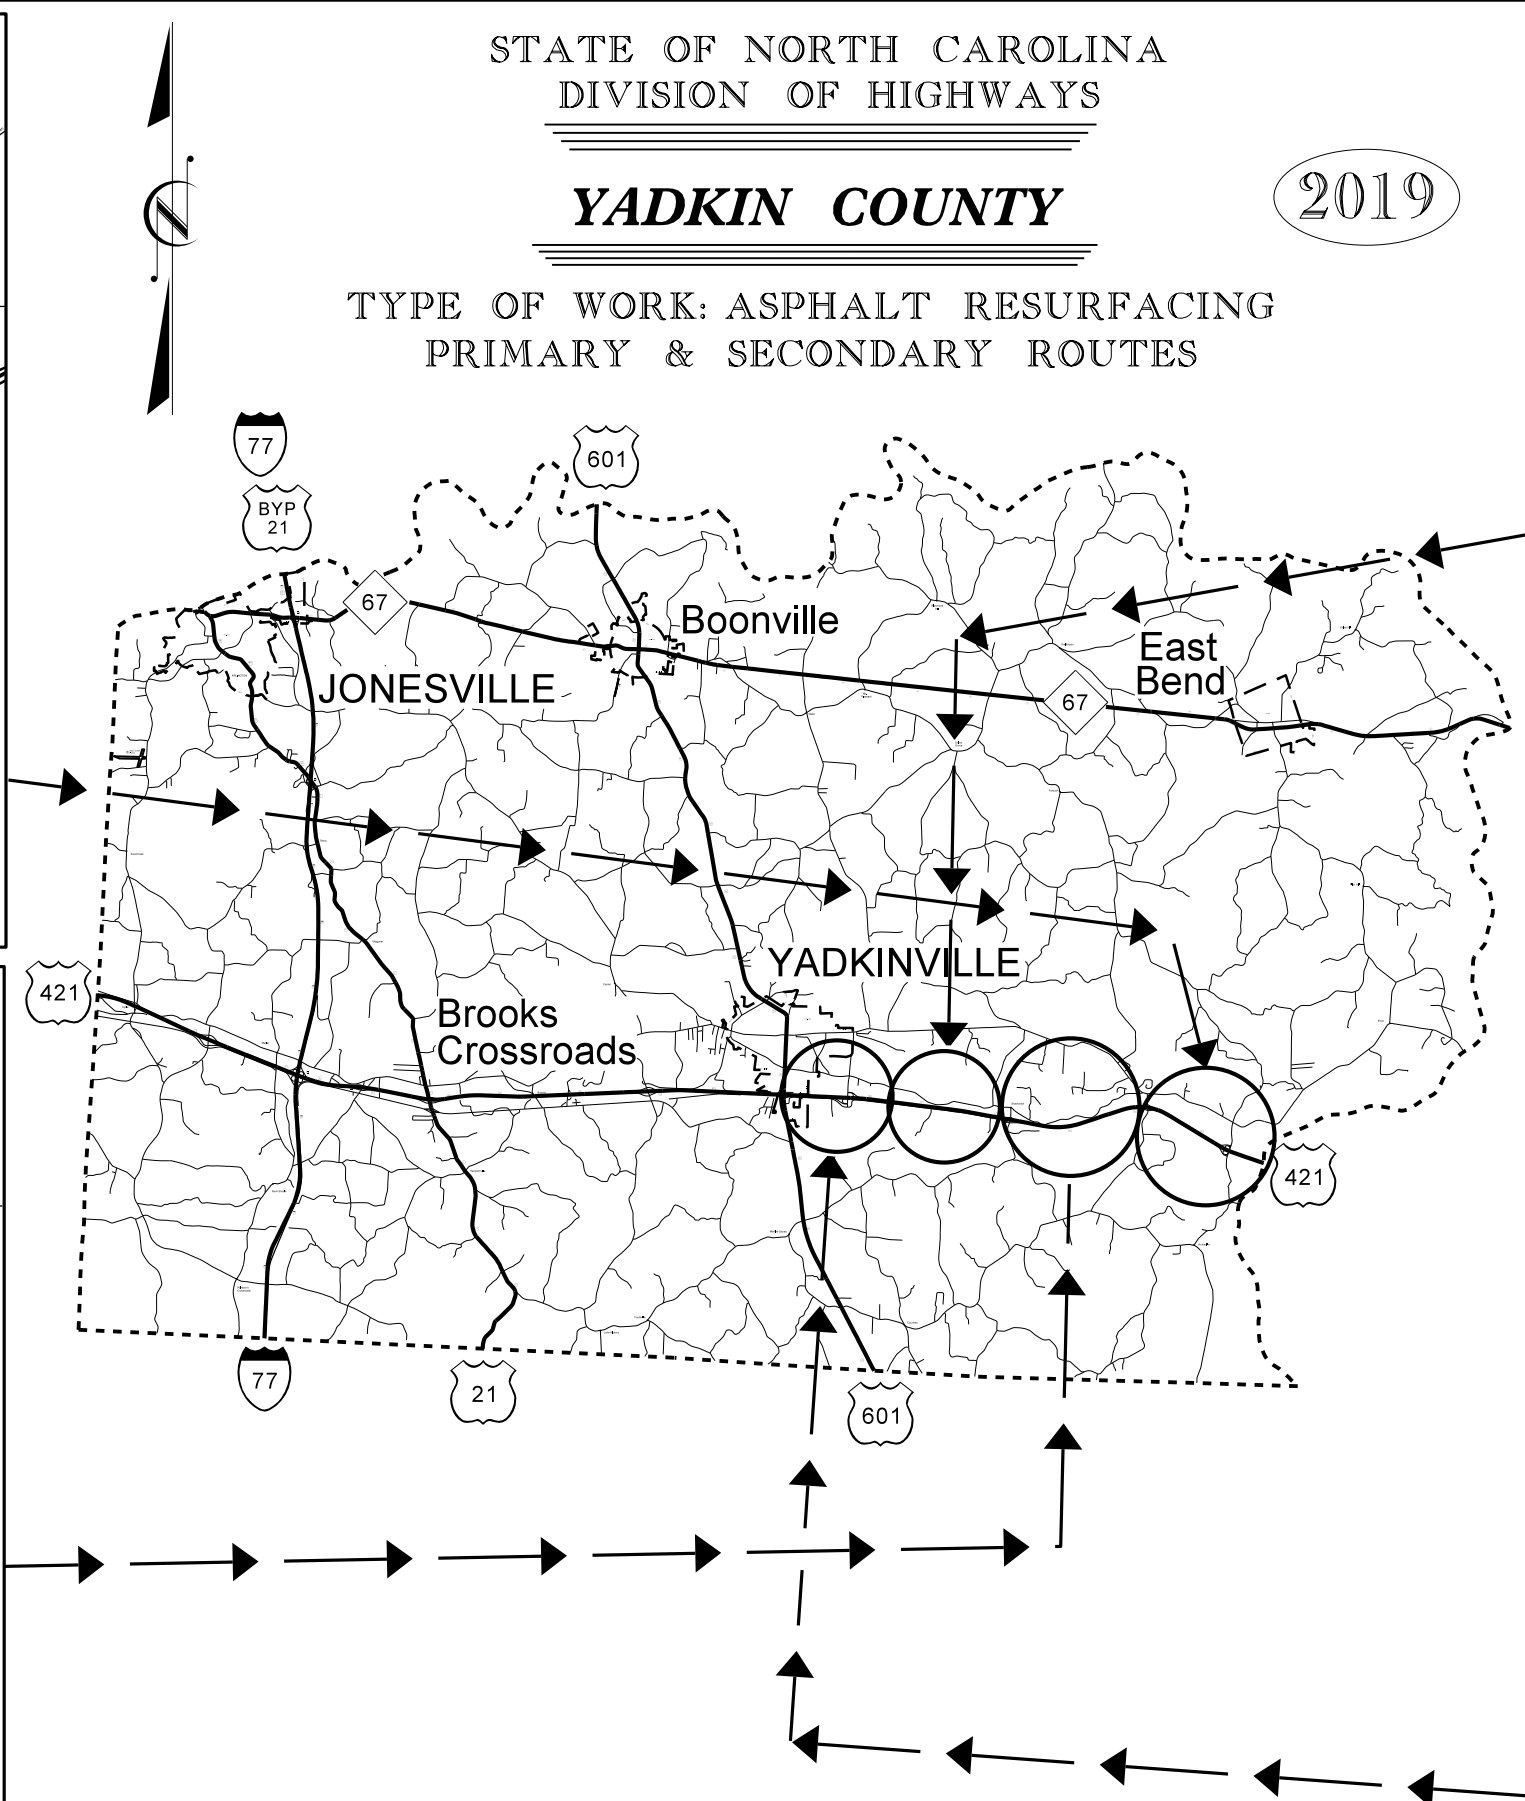 STATE OF NORTH CAROLINA
DIVISION OF HIGHWAYS
YADKIN COUNTY
2019
N
TYPE OF WORK: ASPHALT RESURFACING
PRIMARY & SECONDARY ROUTES
77
601
BYP
21
67
Boonville
East
Bend
JONESVILLE
67
YADKINVILLE
421
Brooks
Crossroads
421
77
21
601